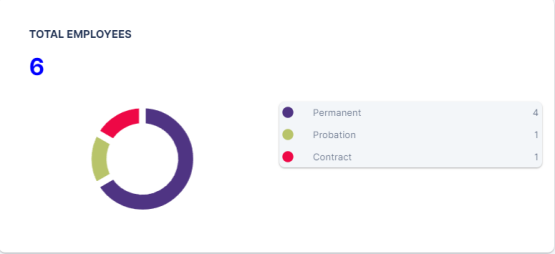 TOTAL EMPLOYEES
6
Permanent 4
Probation 1
Contract 1